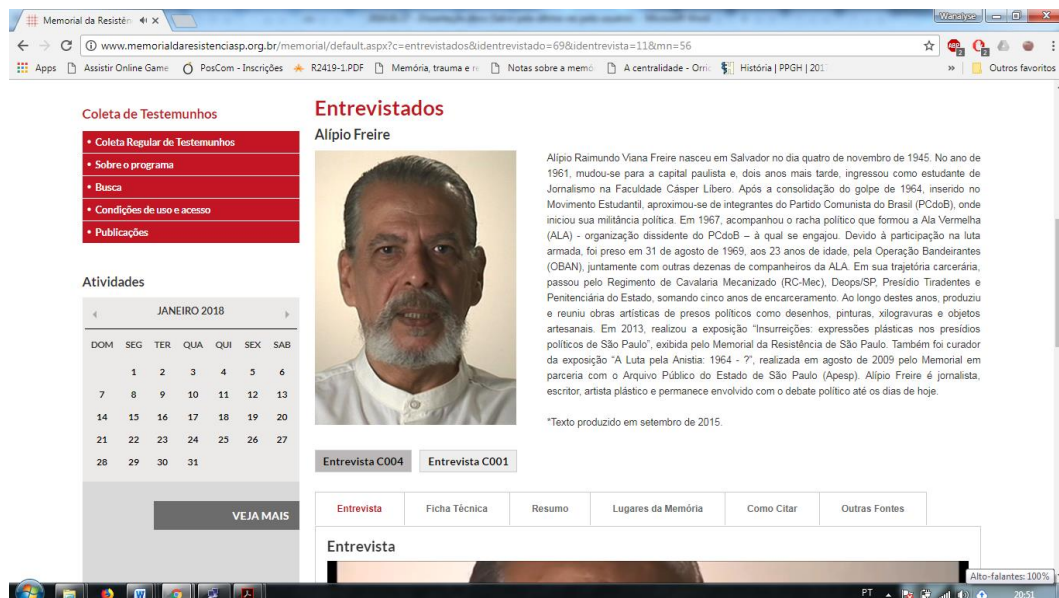 Memorial da Resistên
Wanalyse
www.memorialdaresistenciasp.org.br/memorial/default.aspx?c=entrevistados&identrevistado=69&identrevista=11&mn=56
Apps Assistir Online Game PosCom - Inscrições R2419-1.PDF Memória, trauma e re Notas sobre a memó A centralidade - Orri História | PPGH | 201 » Outros favoritos
Coleta de Testemunhos
• Coleta Regular de Testemunhos
• Sobre o programa
• Busca
• Condições de uso e acesso
• Publicações
Atividades
JANEIRO 2018
DOM SEG TER QUA QUI SEX SAB
1 2 3 4 5 6
7 8 9 10 11 12 13
14 15 16 17 18 19 20
21 22 23 24 25 26 27
28 29 30 31
VEJA MAIS
Entrevistados
Alípio Freire
Alípio Raimundo Viana Freire nasceu em Salvador no dia quatro de novembro de 1945. No ano de
1961, mudou-se para a capital paulista e, dois anos mais tarde, ingressou como estudante de
Jornalismo na Faculdade Cásper Líbero. Após a consolidação do golpe de 1964, inserido no
Movimento Estudantil, aproximou-se de integrantes do Partido Comunista do Brasil (PCdoB), onde
iniciou sua militância política. Em 1967, acompanhou o racha político que formou a Ala Vermelha
(ALA) - organização dissidente do PCdoB – à qual se engajou. Devido à participação na luta
armada, foi preso em 31 de agosto de 1969, aos 23 anos de idade, pela Operação Bandeirantes
(OBAN), juntamente com outras dezenas de companheiros da ALA. Em sua trajetória carcerária,
passou pelo Regimento de Cavalaria Mecanizado (RC-Mec), Deops/SP, Presídio Tiradentes e
Penitenciária do Estado, somando cinco anos de encarceramento. Ao longo destes anos, produziu
e reuniu obras artísticas de presos políticos como desenhos, pinturas, xilogravuras e objetos
artesanais. Em 2013, realizou a exposição “Insurreições: expressões plásticas nos presídios
políticos de São Paulo”, exibida pelo Memorial da Resistência de São Paulo. Também foi curador
da exposição “A Luta pela Anistia: 1964 - ?”, realizada em agosto de 2009 pelo Memorial em
parceria com o Arquivo Público do Estado de São Paulo (Apesp). Alípio Freire é jornalista,
escritor, artista plástico e permanece envolvido com o debate político até os dias de hoje.
*Texto produzido em setembro de 2015.
Entrevista C004 Entrevista C001
Entrevista Ficha Técnica Resumo Lugares da Memória Como Citar Outras Fontes
Entrevista
Alto-falantes: 100%
PT 20:51